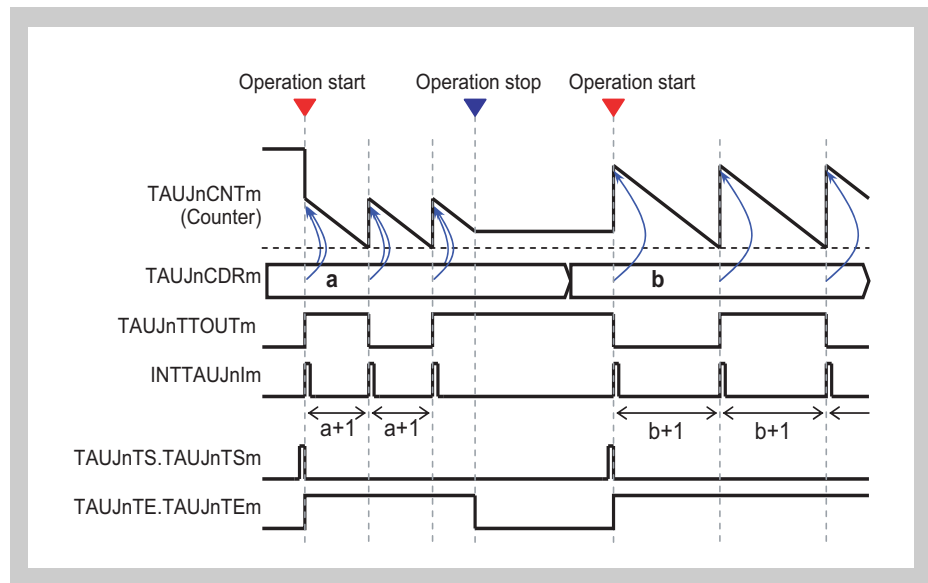 Operation start Operation stop Operation start
TAUJnCNTm
(Counter)
TAUJnCDRm a b
TAUJnTTOUTm
INTTAUJnIm
a+1 a+1 b+1 b+1
TAUJnTS.TAUJnTSm
TAUJnTE.TAUJnTEm